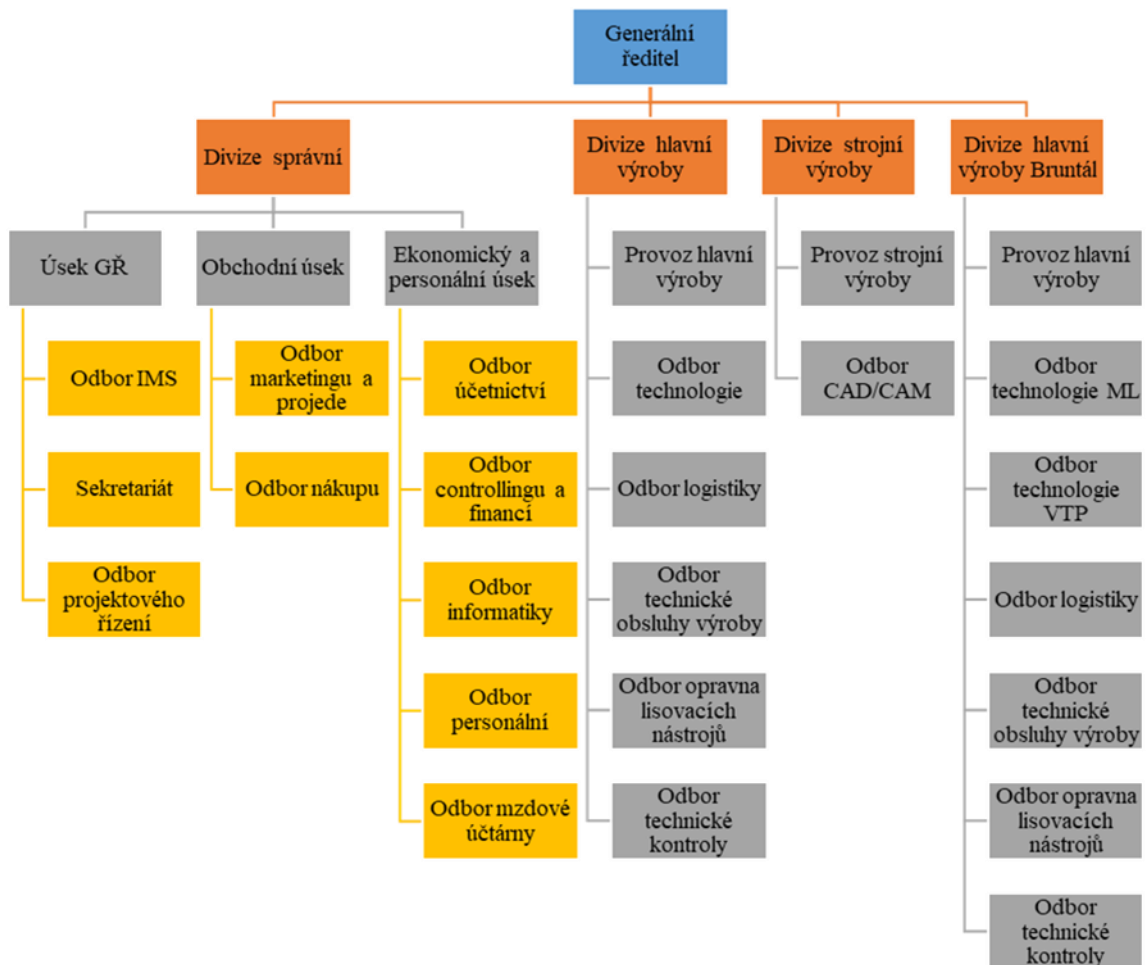 Generální
ředitel
Divize správní
Divize hlavní
výroby
Divize strojní
výroby
Divize hlavní
výroby Bruntál
Úsek GŘ
Obchodní úsek
Ekonomický a
personální úsek
Provoz hlavní
výroby
Provoz strojní
výroby
Provoz hlavní
výroby
Odbor IMS
Odbor
marketingu a
projede
Odbor
účetnictví
Odbor
technologie
Odbor
CAD/CAM
Odbor
technologie ML
Sekretariát
Odbor nákupu
Odbor
controllingu a
financí
Odbor logistiky
Odbor
technologie
VTP
Odbor
projektového
řízení
Odbor
informatiky
Odbor
technické
obsluhy výroby
Odbor logistiky
Odbor
personální
Odbor opravna
lisovacích
nástrojů
Odbor
technické
obsluhy výroby
Odbor mzdové
účtárny
Odbor
technické
kontroly
Odbor opravna
lisovacích
nástrojů
Odbor
technické
kontroly